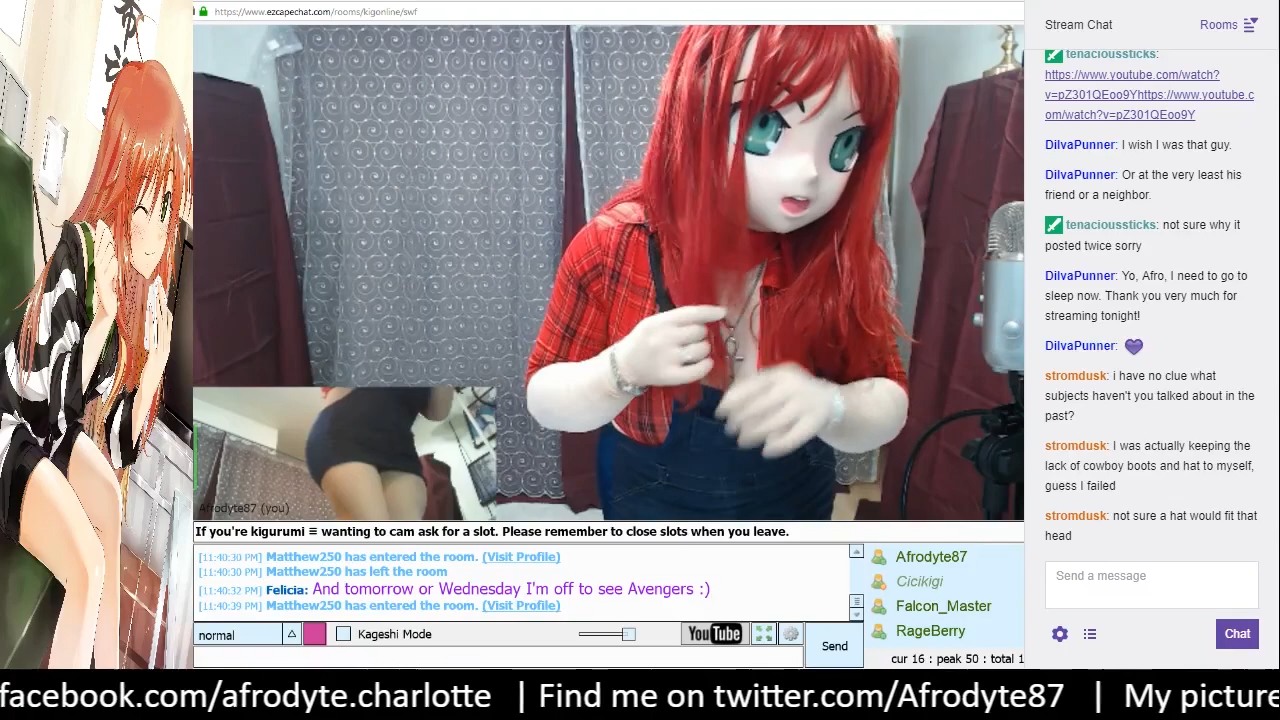 https://www.ezcapechat.com/rooms/kigonline/swf
Afrodyte87 (you)
If you're kigurumi ≡ wanting to cam ask for a slot. Please remember to close slots when you leave.
[11:40:30 PM] Matthew250 has entered the room. (Visit Profile)
[11:40:30 PM] Matthew250 has left the room
[11:40:32 PM] Felicia: And tomorrow or Wednesday I'm off to see Avengers :)
[11:40:39 PM] Matthew250 has entered the room. (Visit Profile)
normal
Kageshi Mode
YouTube
Send
Afrodyte87
Cicikigi
Falcon_Master
RageBerry
cur 16 : peak 50 : total 1
Stream Chat
Rooms
tenacioussticks:
https://www.youtube.com/watch?
v=pZ301QEoo9Yhttps://www.youtube.c
om/watch?v=pZ301QEoo9Y
DilvaPunner: I wish I was that guy.
DilvaPunner: Or at the very least his
friend or a neighbor.
tenacioussticks: not sure why it
posted twice sorry
DilvaPunner: Yo, Afro, I need to go to
sleep now. Thank you very much for
streaming tonight!
DilvaPunner:
stromdusk: i have no clue what
subjects haven't you talked about in the
past?
stromdusk: I was actually keeping the
lack of cowboy boots and hat to myself,
guess I failed
stromdusk: not sure a hat would fit that
head
Send a message
Chat
facebook.com/afrodyte.charlotte | Find me on twitter.com/Afrodyte87 | My picture